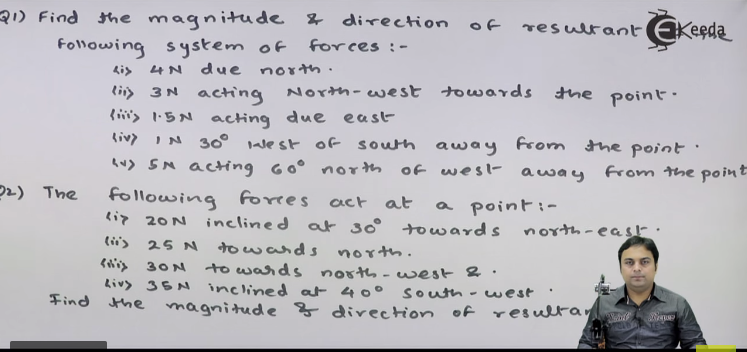 Q1) Find the magnitude & direction of resultant
Ekeeda
following system of forces :-
(i) 4N due north.
(ii) 3N acting North-west towards the point.
(iii) 1.5N acting due east
(iv) 1N 30° West of south away from the point.
(v) 5N acting 60° north of west away from the point
Q2) The following forces act at a point :-
(i) 20N inclined at 30° towards north-east.
(ii) 25 N towards north.
(iii) 30N towards north-west & .
(iv) 35N inclined at 40° south-west.
Find the magnitude & direction of resultan